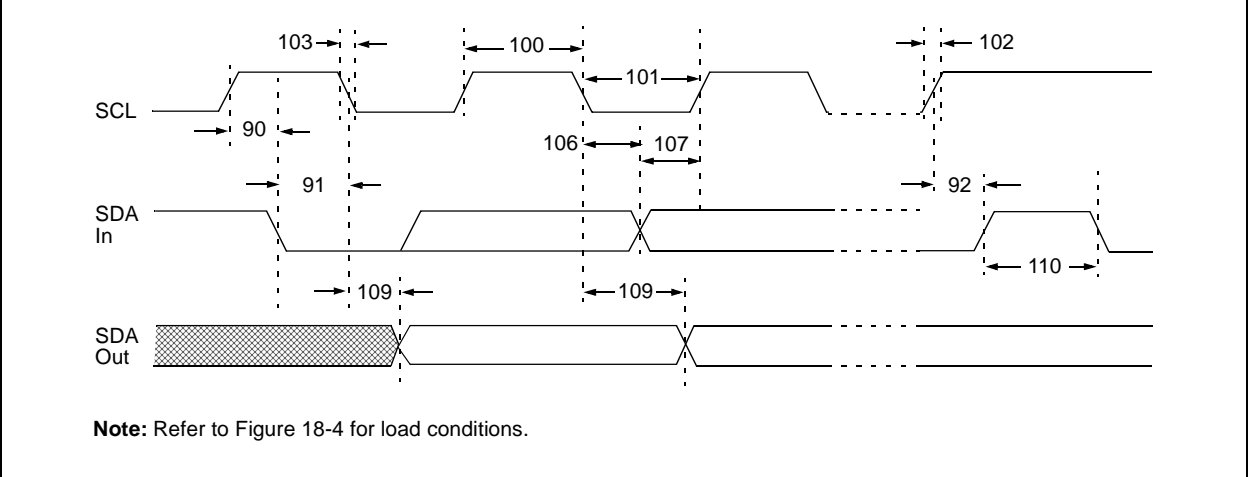 103
100
102
101
SCL
90
106
107
91
92
SDA
In
110
109
109
SDA
Out
Note: Refer to Figure 18-4 for load conditions.